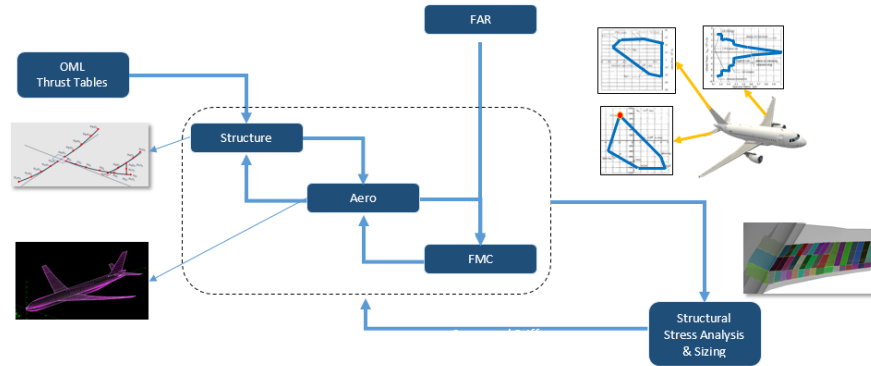 FAR
OML
Thrust Tables
Structure
Aero
FMC
Structural
Stress Analysis
& Sizing